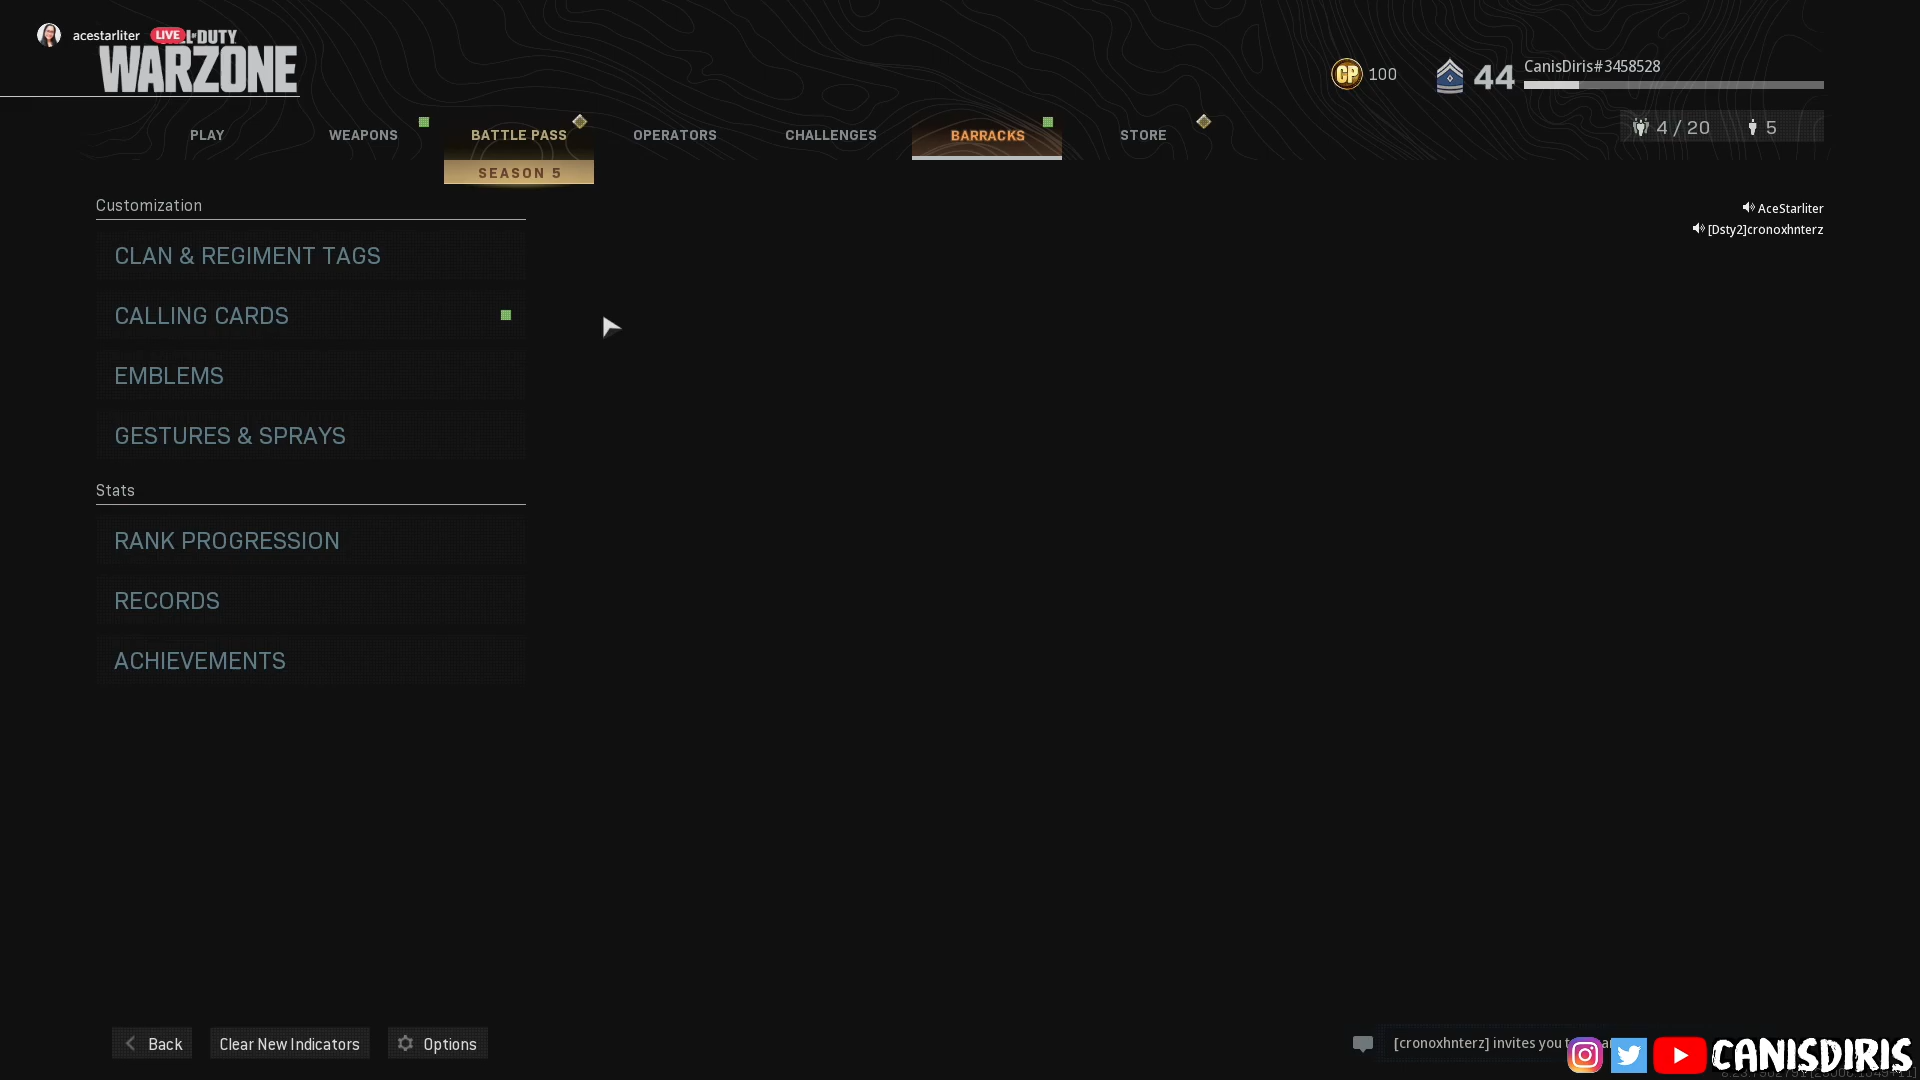 acestarliter LIVE
WARZONE
CP 100
44
CanisDiris#3458528
PLAY
WEAPONS
BATTLE PASS
OPERATORS
CHALLENGES
BARRACKS
STORE
4 / 20
5
SEASON 5
Customization
CLAN & REGIMENT TAGS
CALLING CARDS
EMBLEMS
GESTURES & SPRAYS
Stats
RANK PROGRESSION
RECORDS
ACHIEVEMENTS
AceStarliter
[Dsty2]cronoxhnterz
Back
Clear New Indicators
Options
[cronoxhnterz] invites you
CANISDIRIS